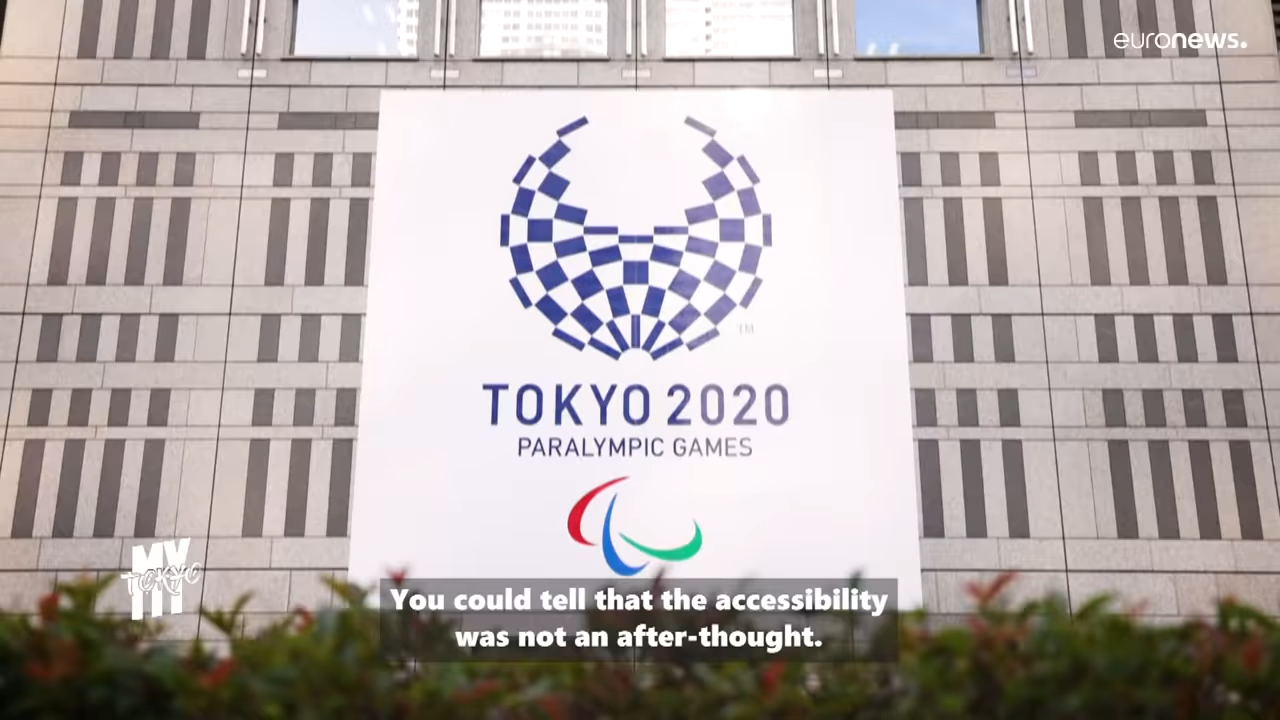 euronews.
TM
TOKYO 2020
PARALYMPIC GAMES
MY
TOKYO
You could tell that the accessibility
was not an after-thought.